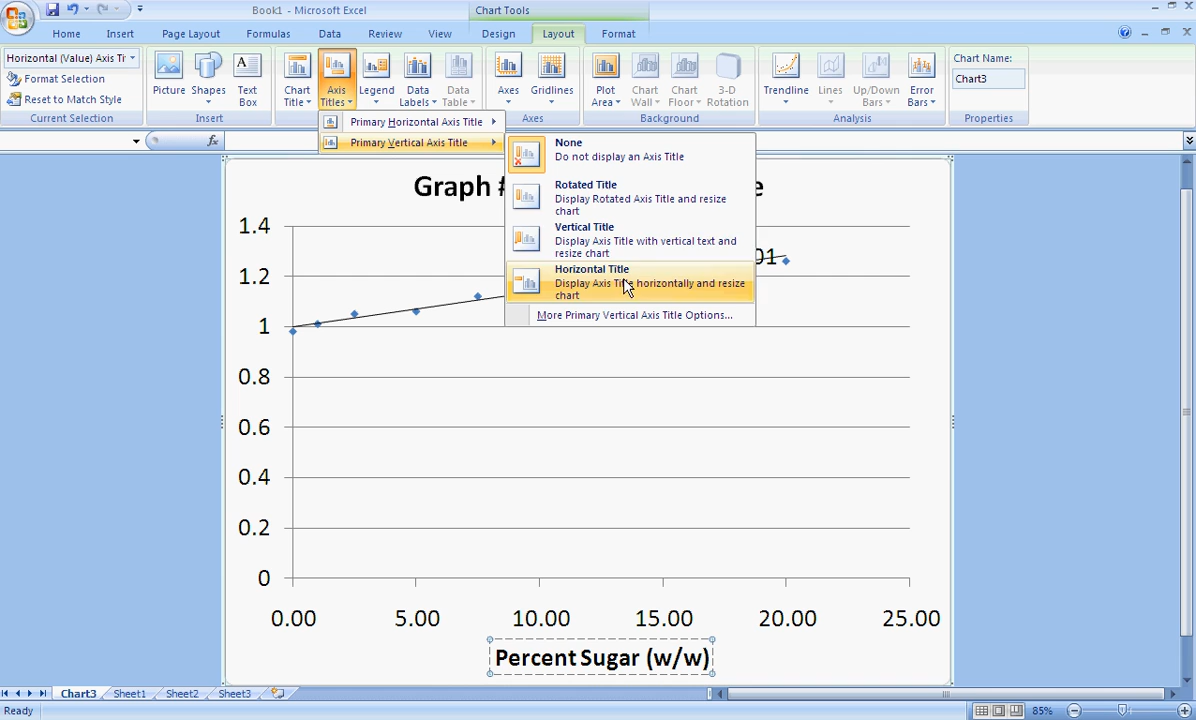 Book1 - Microsoft Excel
Chart Tools
Home Insert Page Layout Formulas Data Review View Design Layout Format
Horizontal (Value) Axis Tit
Format Selection
Reset to Match Style
Current Selection
Picture Shapes Text Box
Insert
Chart Title Axis Titles Legend Data Labels Data Table
Axes Gridlines
Axes
Plot Area Chart Wall Chart Floor 3-D Rotation
Background
Trendline Lines Up/Down Bars Error Bars
Analysis
Chart Name:
Chart3
Properties
Primary Horizontal Axis Title
Primary Vertical Axis Title
fx
None
Do not display an Axis Title
Rotated Title
Display Rotated Axis Title and resize
chart
Vertical Title
Display Axis Title with vertical text and
resize chart
Horizontal Title
Display Axis Title horizontally and resize
chart
More Primary Vertical Axis Title Options...
Graph
1.4
1.2
1
0.8
0.6
0.4
0.2
0
01
0.00 5.00 10.00 15.00 20.00 25.00
Percent Sugar (w/w)
Chart3 Sheet1 Sheet2 Sheet3
Ready
85%